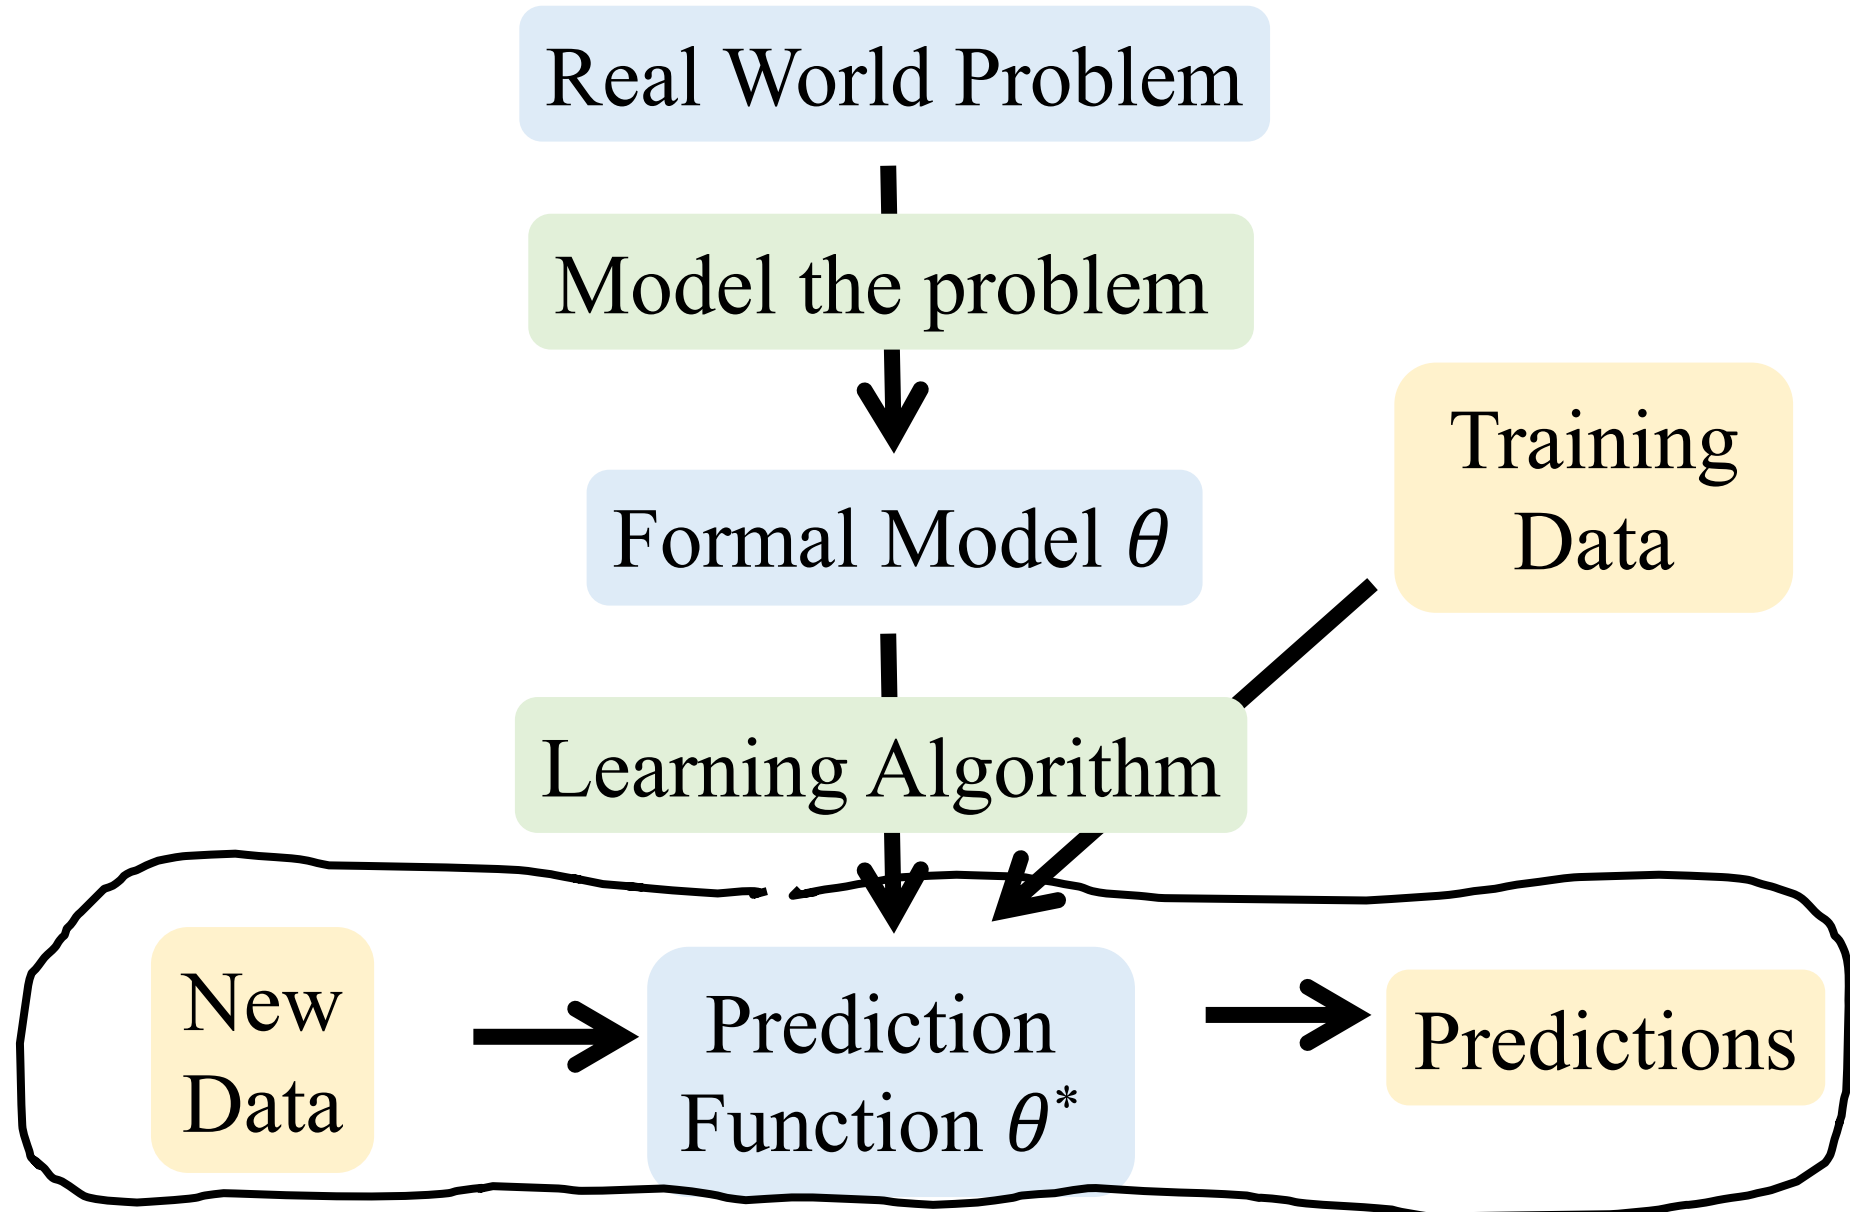 Real World Problem
Model the problem
Training
Data
Formal Model θ
Learning Algorithm
New
Data
Prediction
Function θ*
Predictions